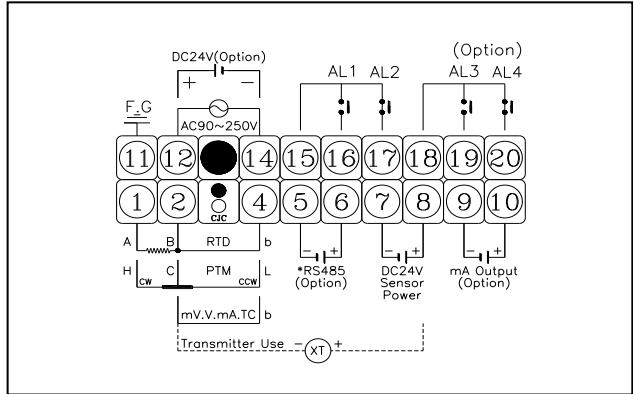 (Option)
DC24V(Option)
AL1 AL2 AL3 AL4
+ −
F.G
AC90~250V
11 12 14 15 16 17 18 19 20
1 2 CJC 4 5 6 7 8 9 10
A B RTD b
− + − + − +
*RS485
(Option)
DC24V
Sensor
Power
mA Output
(Option)
H C PTM L
CW CCW
mV.V.mA.TC b
Transmitter Use − XT +